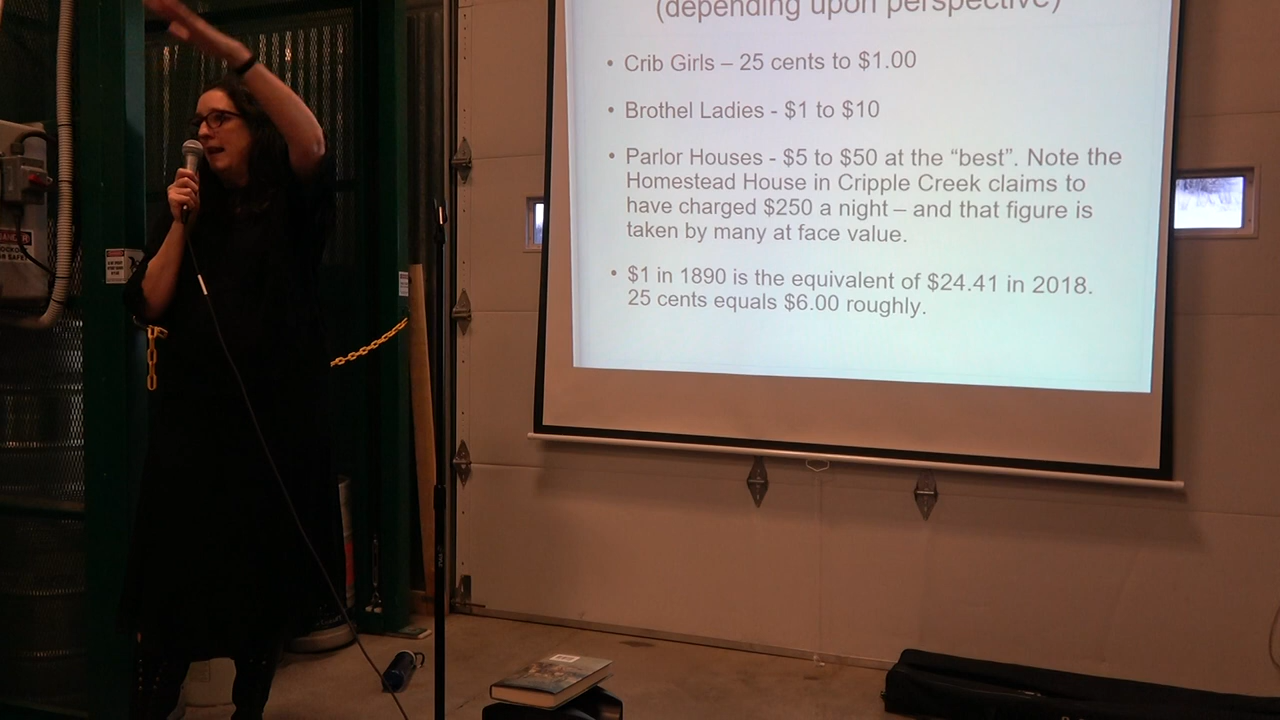 (depending upon perspective)
• Crib Girls – 25 cents to $1.00
• Brothel Ladies - $1 to $10
• Parlor Houses - $5 to $50 at the “best”. Note the
Homestead House in Cripple Creek claims to
have charged $250 a night – and that figure is
taken by many at face value.
• $1 in 1890 is the equivalent of $24.41 in 2018.
25 cents equals $6.00 roughly.
DANGER